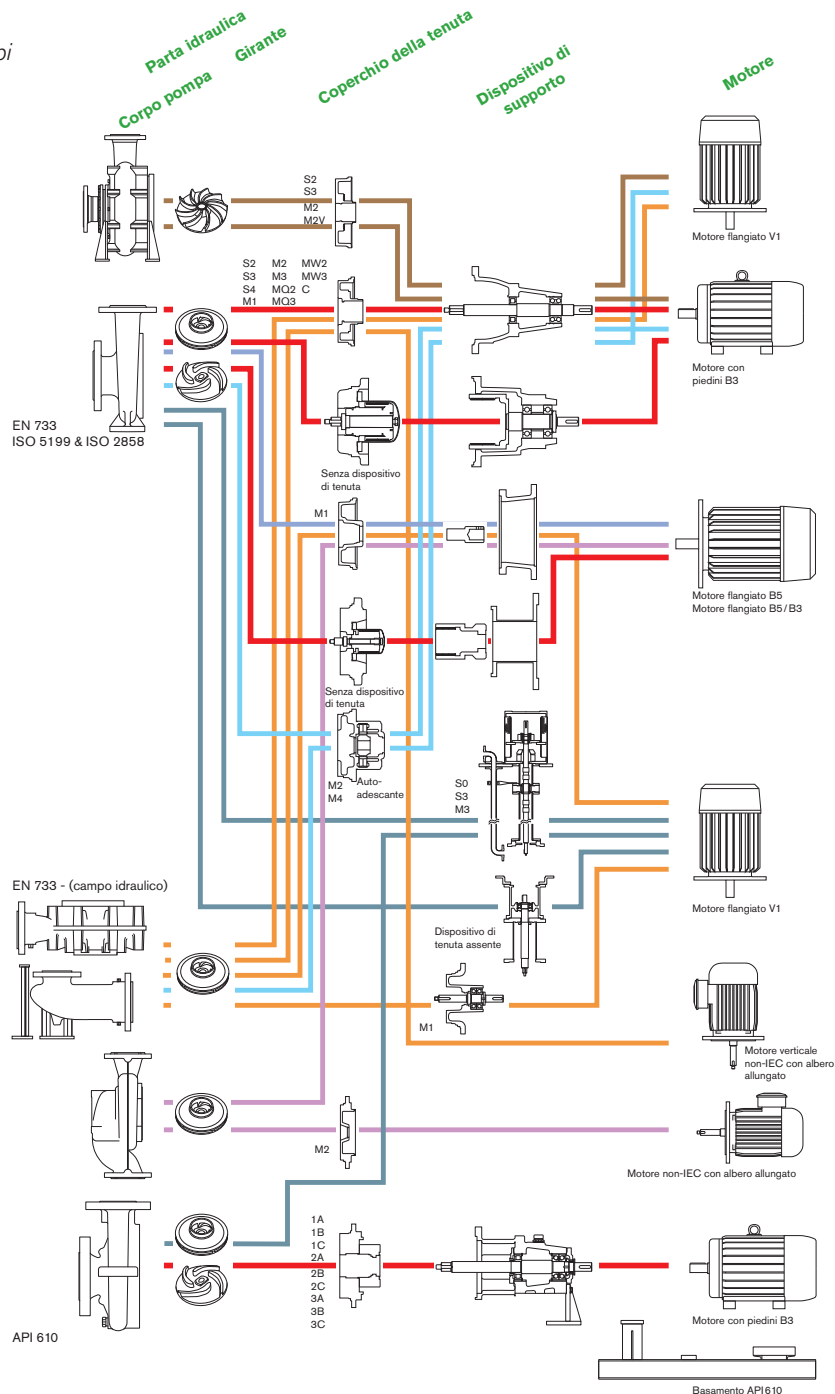 pi
Parta idraulica
Corpo pompa
Girante
Coperchio della tenuta
Dispositivo di
supporto
Motore
S2
S3
M2
M2V
Motore flangiato V1
S2 M2 MW2
S3 M3 MW3
S4 MQ2 C
M1 MQ3
Motore con
piedini B3
EN 733
ISO 5199 & ISO 2858
Senza dispositivo
di tenuta
M1
Motore flangiato B5
Motore flangiato B5/B3
Senza dispositivo
di tenuta
M2
M4
Auto-
adescante
S0
S3
M3
EN 733 - (campo idraulico)
Motore flangiato V1
Dispositivo di
tenuta assente
M1
Motore verticale
non-IEC con albero
allungato
M2
Motore non-IEC con albero allungato
1A
1B
1C
2A
2B
2C
3A
3B
3C
API 610
Motore con piedini B3
Basamento API610